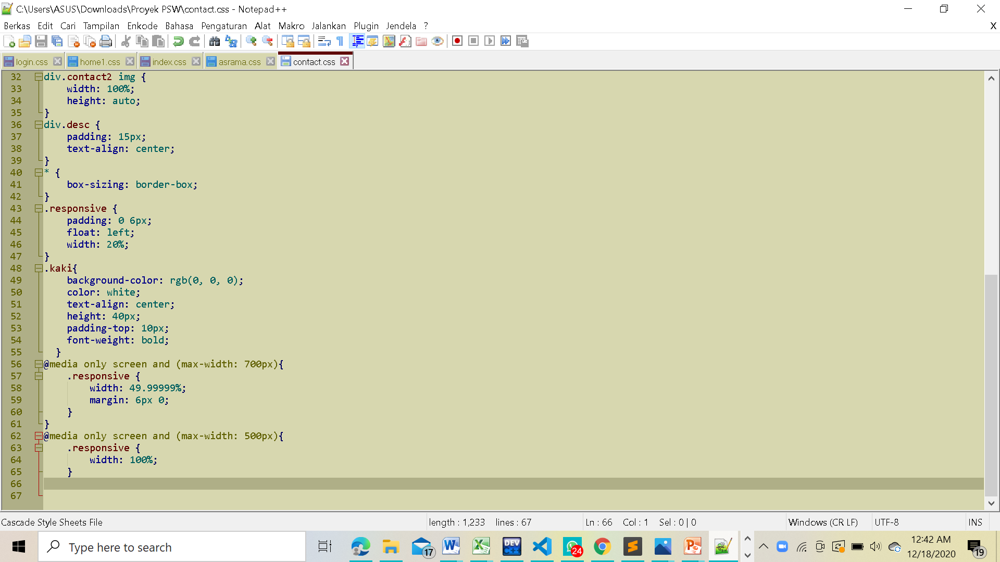 C:\Users\ASUS\Downloads\Proyek PSW\contact.css - Notepad++
Berkas Edit Cari Tampilan Enkode Bahasa Pengaturan Alat Makro Jalankan Plugin Jendela ? X
login.css home1.css index.css asrama.css contact.css
32 div.contact2 img {
33 width: 100%;
34 height: auto;
35 }
36 div.desc {
37 padding: 15px;
38 text-align: center;
39 }
40 * {
41 box-sizing: border-box;
42 }
43 .responsive {
44 padding: 0 6px;
45 float: left;
46 width: 20%;
47 }
48 .kaki{
49 background-color: rgb(0, 0, 0);
50 color: white;
51 text-align: center;
52 height: 40px;
53 padding-top: 10px;
54 font-weight: bold;
55 }
56 @media only screen and (max-width: 700px){
57 .responsive {
58 width: 49.99999%;
59 margin: 6px 0;
60 }
61 }
62 @media only screen and (max-width: 500px){
63 .responsive {
64 width: 100%;
65 }
66
67
Cascade Style Sheets File length : 1,233 lines : 67 Ln : 66 Col : 1 Sel : 0 | 0 Windows (CR LF) UTF-8 INS
Type here to search 17 DEV C++ 24 12:42 AM
12/18/2020 19